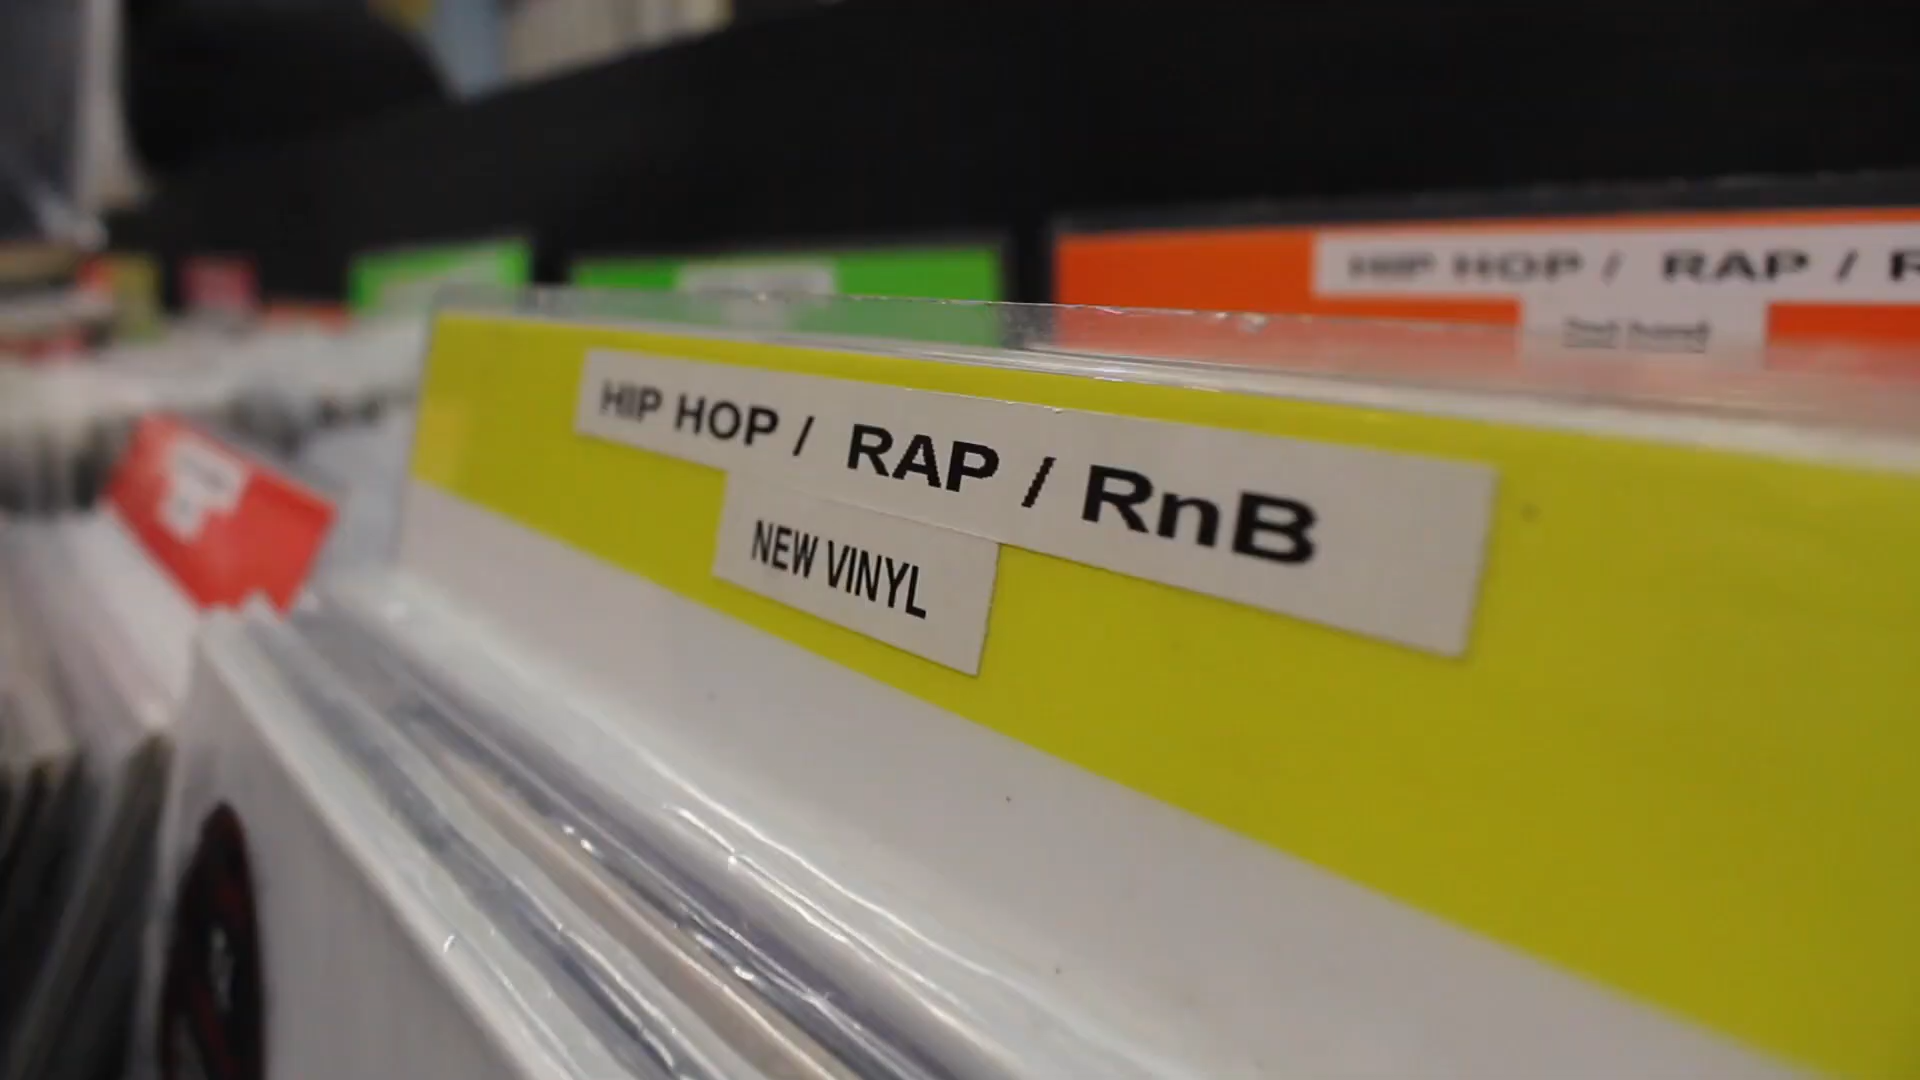 HIP HOP / RAP / RnB
NEW VINYL
HIP HOP / RAP /